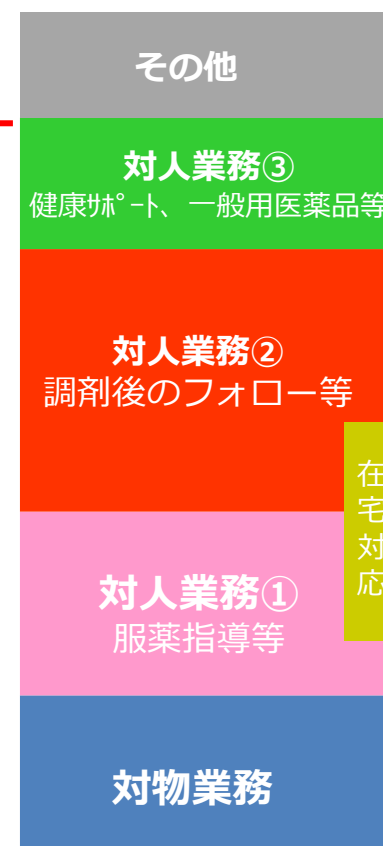 その他
対人業務③
健康ｻﾎﾟｰﾄ、一般用医薬品等
対人業務②
調剤後のフォロー等
在
宅
対
応
対人業務①
服薬指導等
対物業務